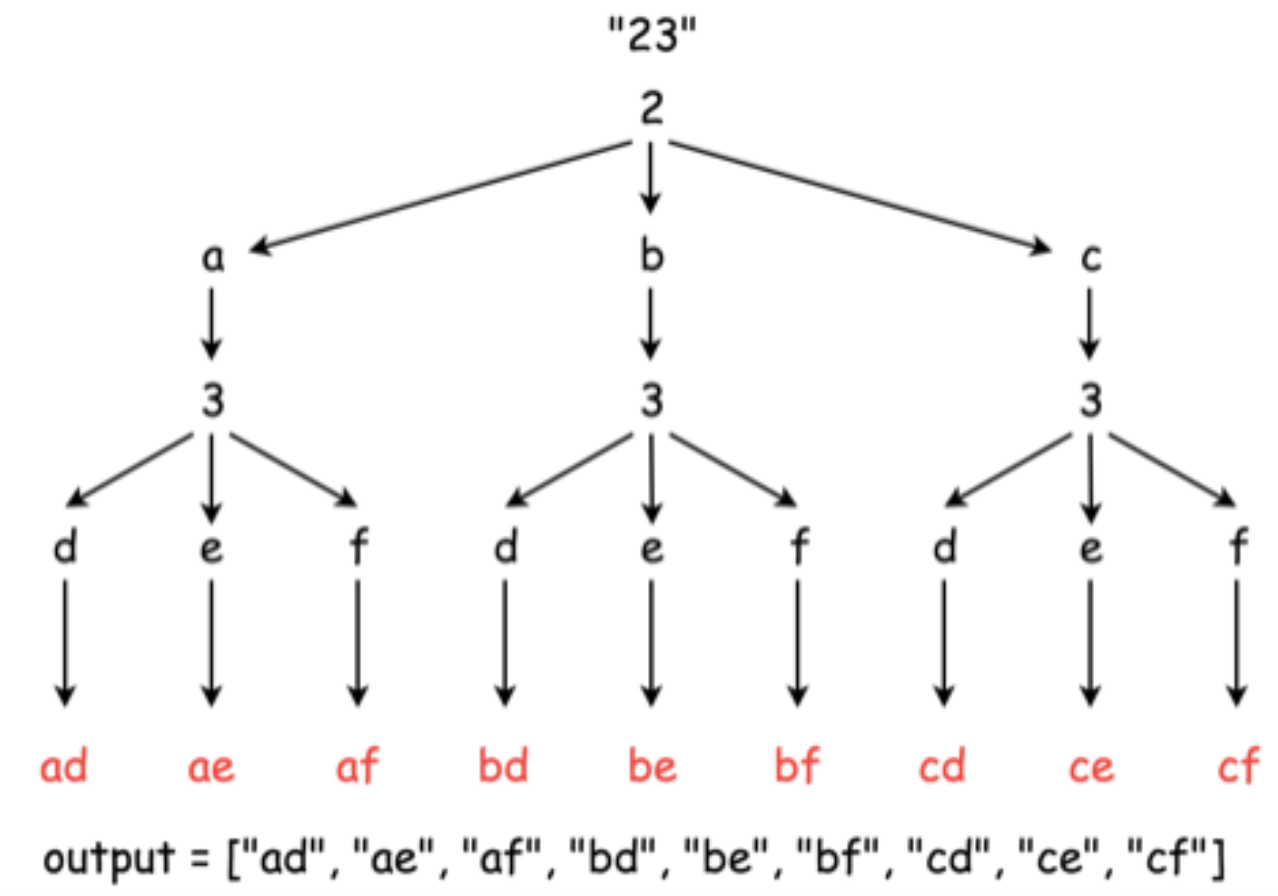 "23"
2
a b c
3 3 3
d e f d e f d e f
ad ae af bd be bf cd ce cf
output = ["ad", "ae", "af", "bd", "be", "bf", "cd", "ce", "cf"]